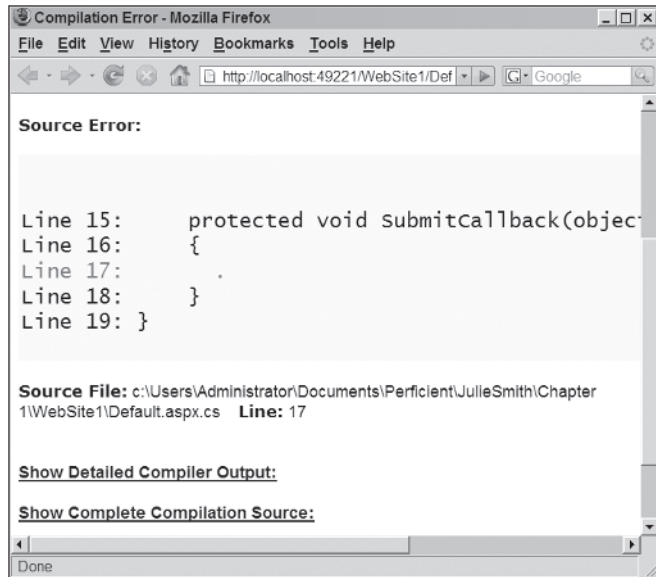 Compilation Error - Mozilla Firefox
File Edit View History Bookmarks Tools Help
http://localhost:49221/WebSite1/Def G Google
Source Error:
Line 15: protected void SubmitCallback(objec
Line 16: {
Line 17: .
Line 18: }
Line 19: }
Source File: c:\Users\Administrator\Documents\Perficient\JulieSmith\Chapter
1\WebSite1\Default.aspx.cs Line: 17
Show Detailed Compiler Output:
Show Complete Compilation Source:
Done